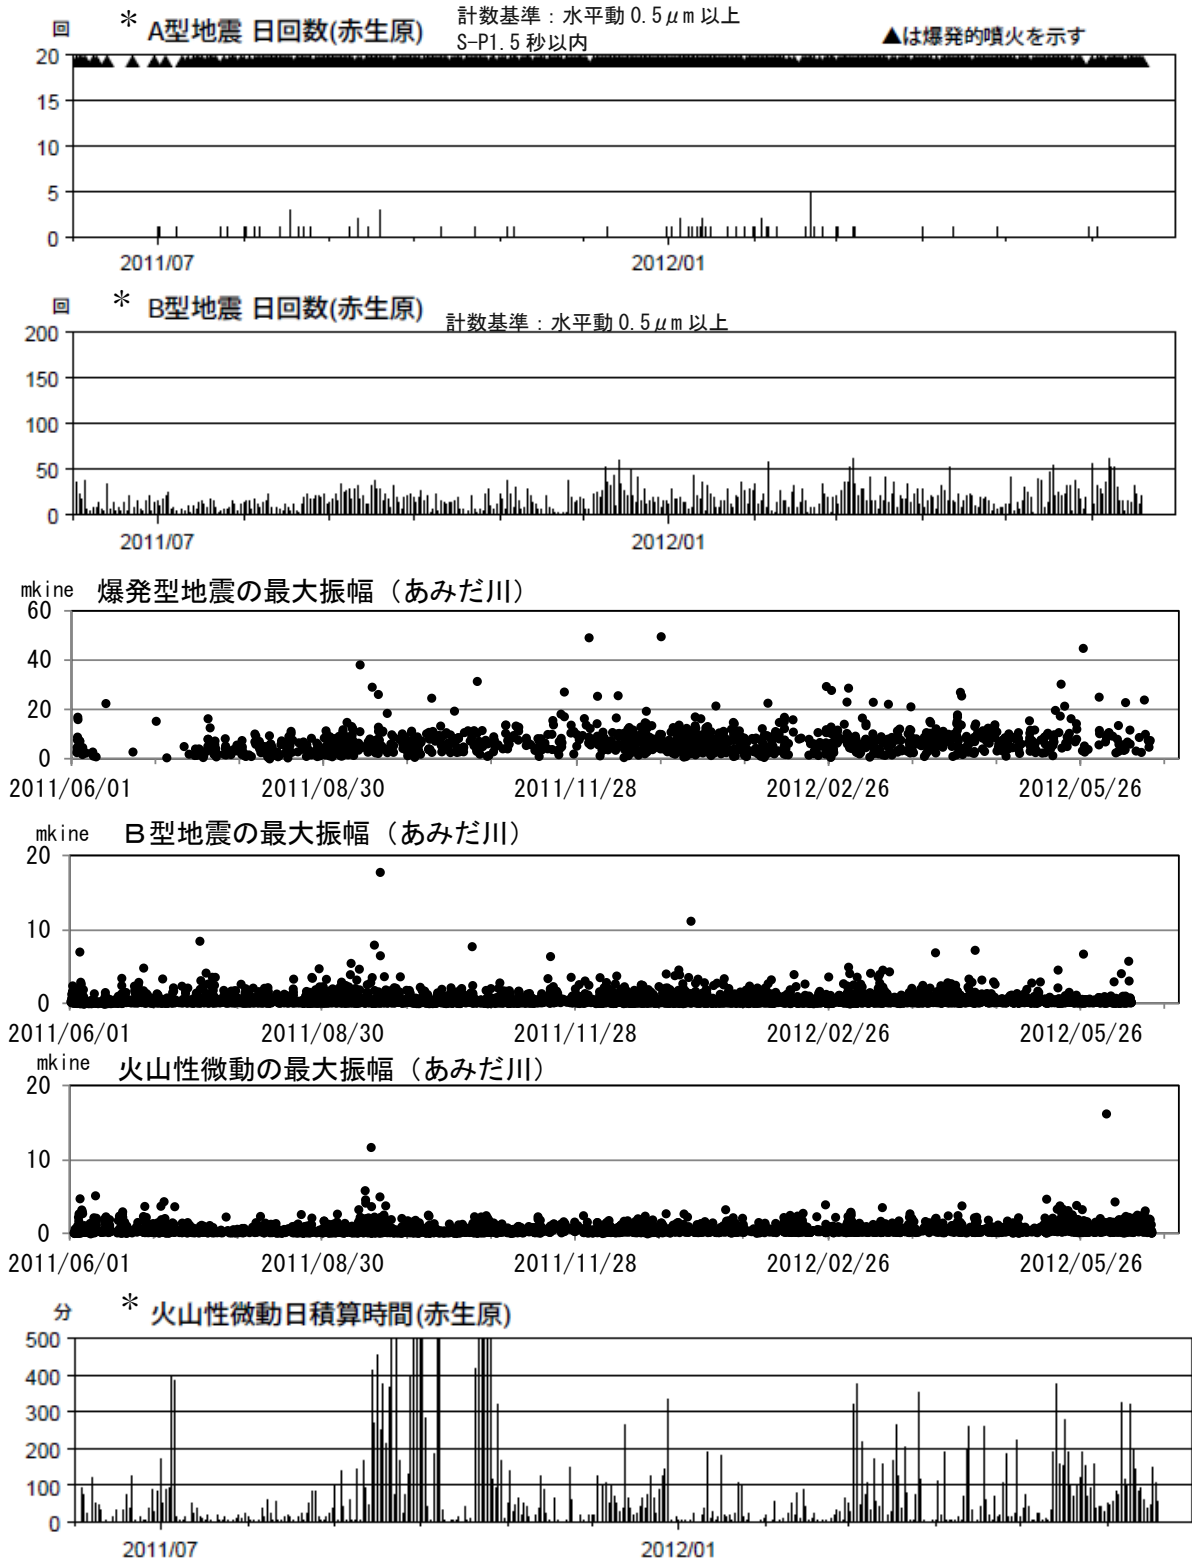 回 * A型地震 日回数(赤生原) 計数基準：水平動 0.5μm 以上
S-P1.5 秒以内
▲は爆発的噴火を示す
20
15
10
5
0
2011/07 2012/01
回 * B型地震 日回数(赤生原) 計数基準：水平動 0.5μm 以上
200
150
100
50
0
2011/07 2012/01
mkine 爆発型地震の最大振幅（あみだ川）
60
40
20
0
2011/06/01 2011/08/30 2011/11/28 2012/02/26 2012/05/26
mkine B型地震の最大振幅（あみだ川）
20
10
0
2011/06/01 2011/08/30 2011/11/28 2012/02/26 2012/05/26
mkine 火山性微動の最大振幅（あみだ川）
20
10
0
2011/06/01 2011/08/30 2011/11/28 2012/02/26 2012/05/26
分 * 火山性微動日積算時間(赤生原)
500
400
300
200
100
0
2011/07 2012/01